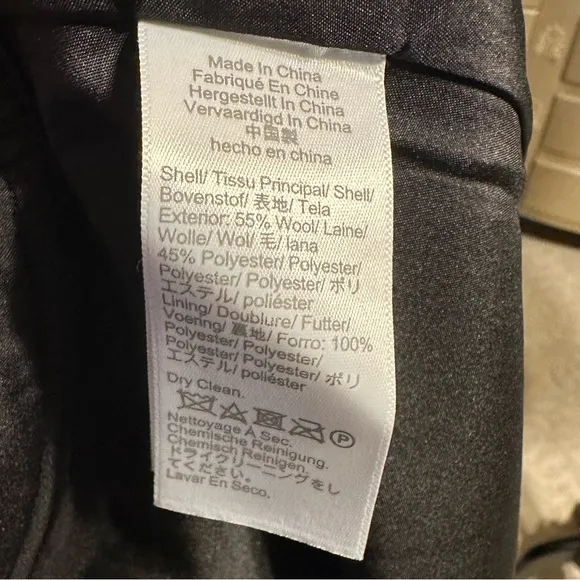 Made In China
Fabriqué En Chine
Hergestellt In China
Vervaardigd In China
中国製
hecho en china
Shell/ Tissu Principal/ Shell/
Bovenstof/ 表地/ Tela
Exterior: 55% Wool/ Laine/
Wolle/ Wol/ 毛/ lana
45% Polyester/ Polyester/
Polyester/ Polyester/ ポリ
エステル/ poliéster
Lining/ Doublure/ Futter/
Voering/ 裏地/ Forro: 100%
Polyester/ Polyester/
Polyester/ Polyester/ ポリ
エステル/ poliéster
Dry Clean.
P
Nettoyage A Sec.
Chemische Reinigung.
Chemisch Reinigen.
ドライクリーニングをし
てください。
Lavar En Seco.